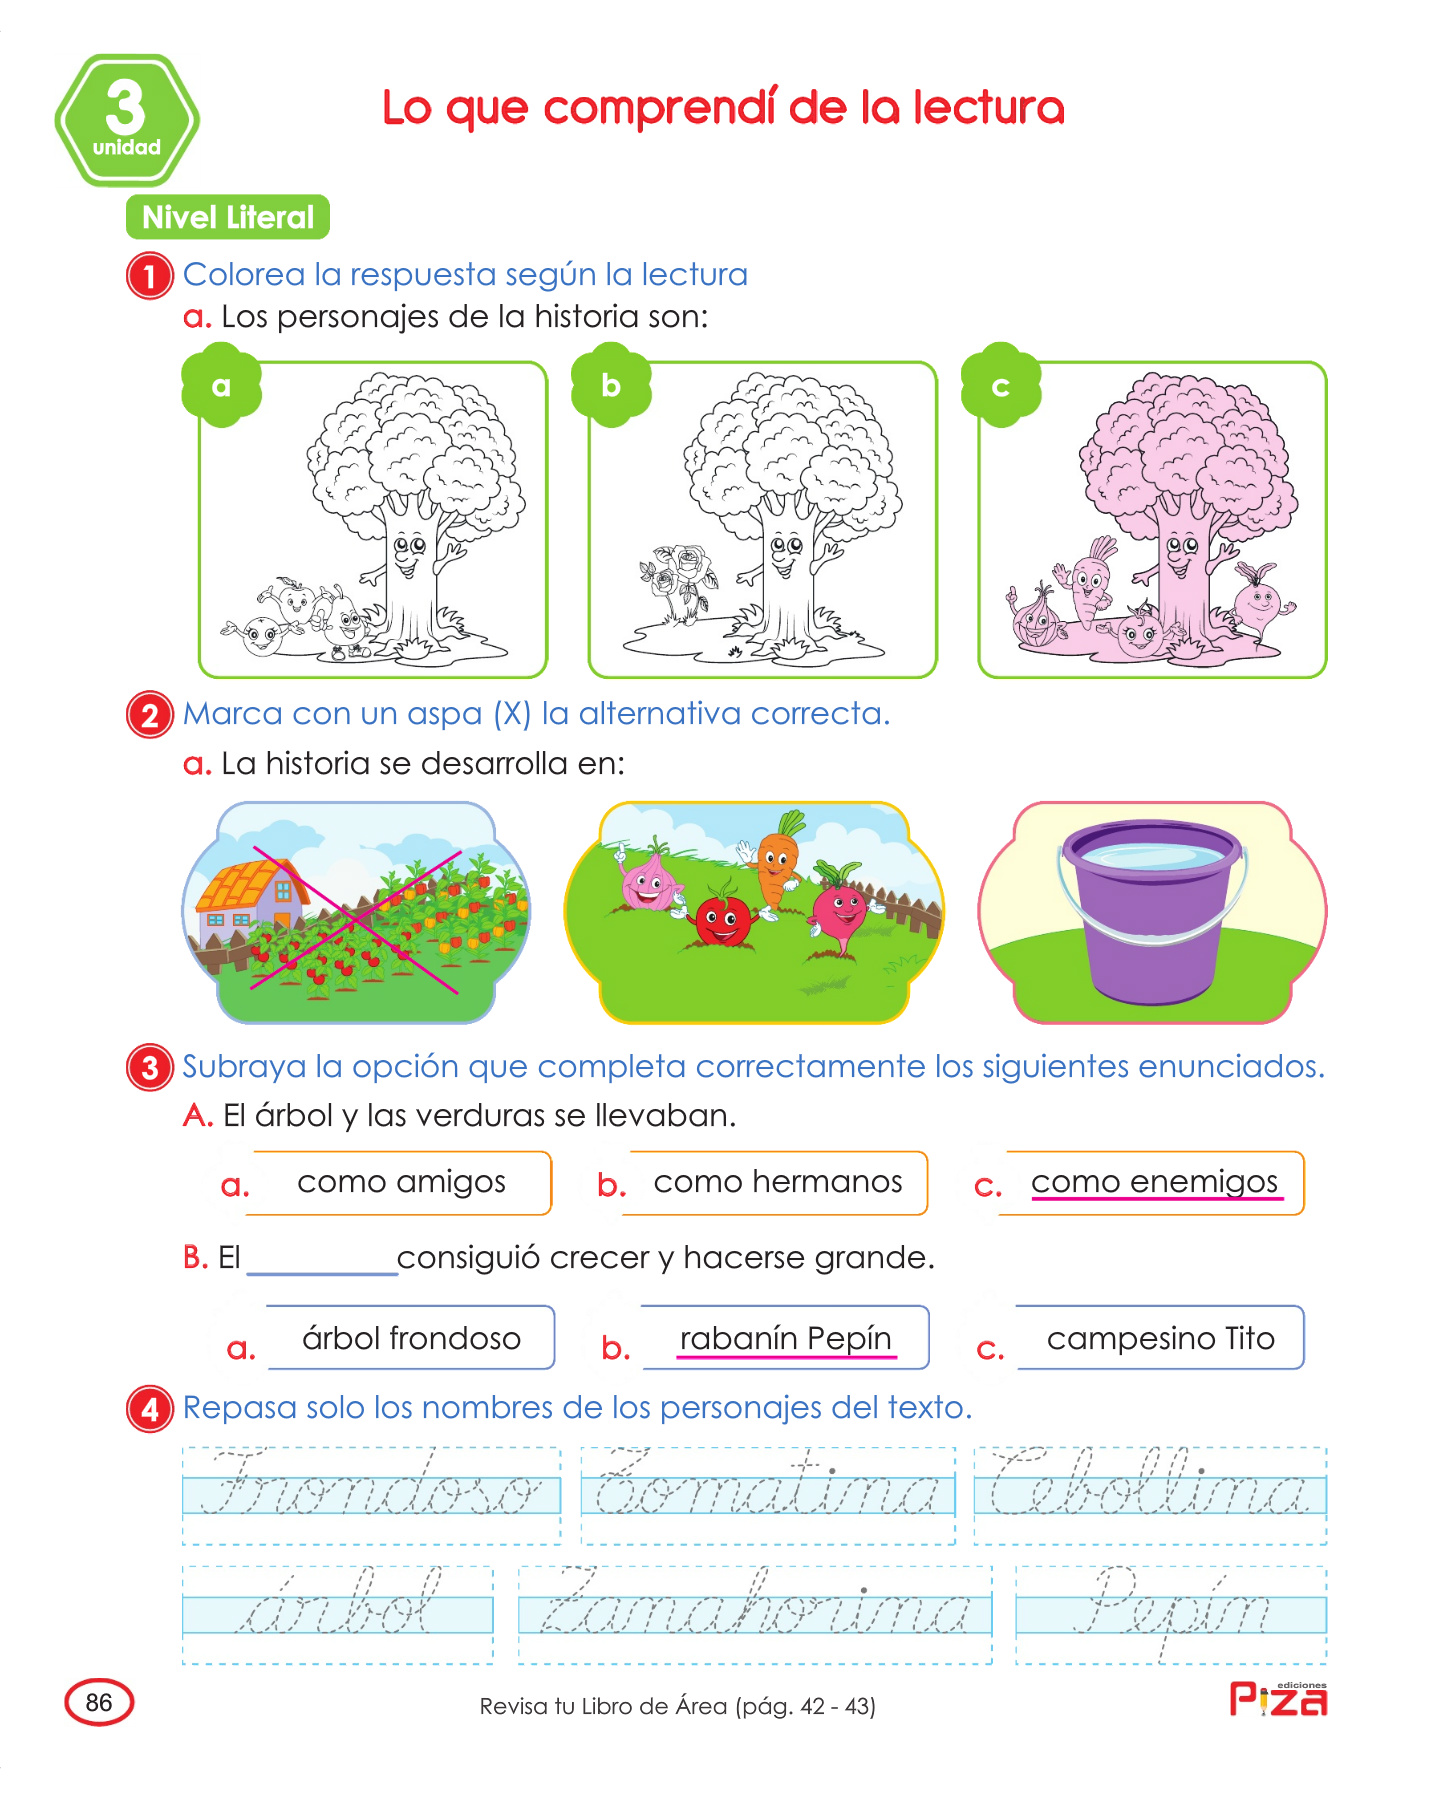 3
unidad
Lo que comprendí de la lectura
Nivel Literal
1 Colorea la respuesta según la lectura
a. Los personajes de la historia son:
a b c
2 Marca con un aspa (X) la alternativa correcta.
a. La historia se desarrolla en:
3 Subraya la opción que completa correctamente los siguientes enunciados.
A. El árbol y las verduras se llevaban.
a. como amigos b. como hermanos c. como enemigos
B. El __________consiguió crecer y hacerse grande.
a. árbol frondoso b. rabanín Pepín c. campesino Tito
4 Repasa solo los nombres de los personajes del texto.
Frondoso Tomatina Cebollina
árbol Zanahorina Pepín
86 Revisa tu Libro de Área (pág. 42 - 43) ediciones
PIZA